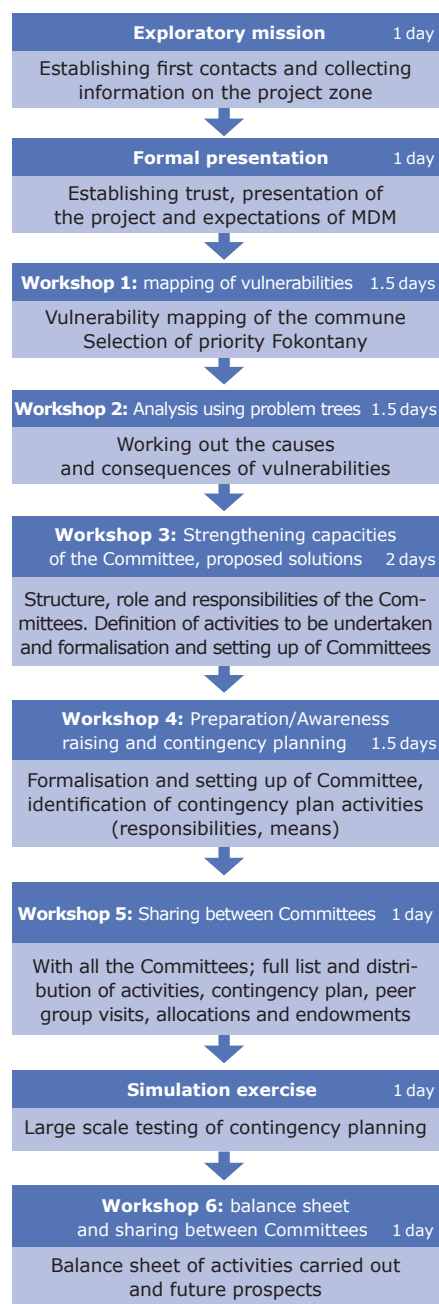 Exploratory mission 1 day
Establishing first contacts and collecting
information on the project zone
Formal presentation 1 day
Establishing trust, presentation of
the project and expectations of MDM
Workshop 1: mapping of vulnerabilities 1.5 days
Vulnerability mapping of the commune
Selection of priority Fokontany
Workshop 2: Analysis using problem trees 1.5 days
Working out the causes
and consequences of vulnerabilities
Workshop 3: Strengthening capacities
of the Committee, proposed solutions 2 days
Structure, role and responsibilities of the Com-
mittees. Definition of activities to be undertaken
and formalisation and setting up of Committees
Workshop 4: Preparation/Awareness
raising and contingency planning 1.5 days
Formalisation and setting up of Committee,
identification of contingency plan activities
(responsibilities, means)
Workshop 5: Sharing between Committees 1 day
With all the Committees; full list and distri-
bution of activities, contingency plan, peer
group visits, allocations and endowments
Simulation exercise 1 day
Large scale testing of contingency planning
Workshop 6: balance sheet
and sharing between Committees 1 day
Balance sheet of activities carried out
and future prospects